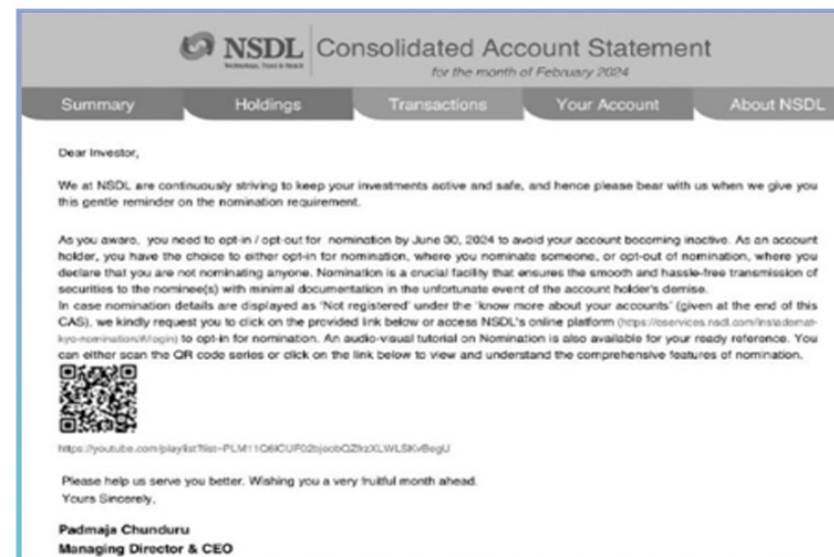 NSDL
Technology, Trust & Reach
Consolidated Account Statement
for the month of February 2024
Summary
Holdings
Transactions
Your Account
About NSDL
Dear Investor,
We at NSDL are continuously striving to keep your investments active and safe, and hence please bear with us when we give you
this gentle reminder on the nomination requirement.
As you aware, you need to opt-in / opt-out for nomination by June 30, 2024 to avoid your account becoming inactive. As an account
holder, you have the choice to either opt-in for nomination, where you nominate someone, or opt-out of nomination, where you
declare that you are not nominating anyone. Nomination is a crucial facility that ensures the smooth and hassle-free transmission of
securities to the nominee(s) with minimal documentation in the unfortunate event of the account holder's demise.
In case nomination details are displayed as 'Not registered' under the 'know more about your accounts' (given at the end of this
CAS), we kindly request you to click on the provided link below or access NSDL's online platform (https://eservices.nsdl.com/instademat-
kyc-nomination/#/login) to opt-in for nomination. An audio-visual tutorial on Nomination is also available for your ready reference. You
can either scan the QR code series or click on the link below to view and understand the comprehensive features of nomination.
Please help us serve you better. Wishing you a very fruitful month ahead.
Yours Sincerely,
Padmaja Chunduru
Managing Director & CEO